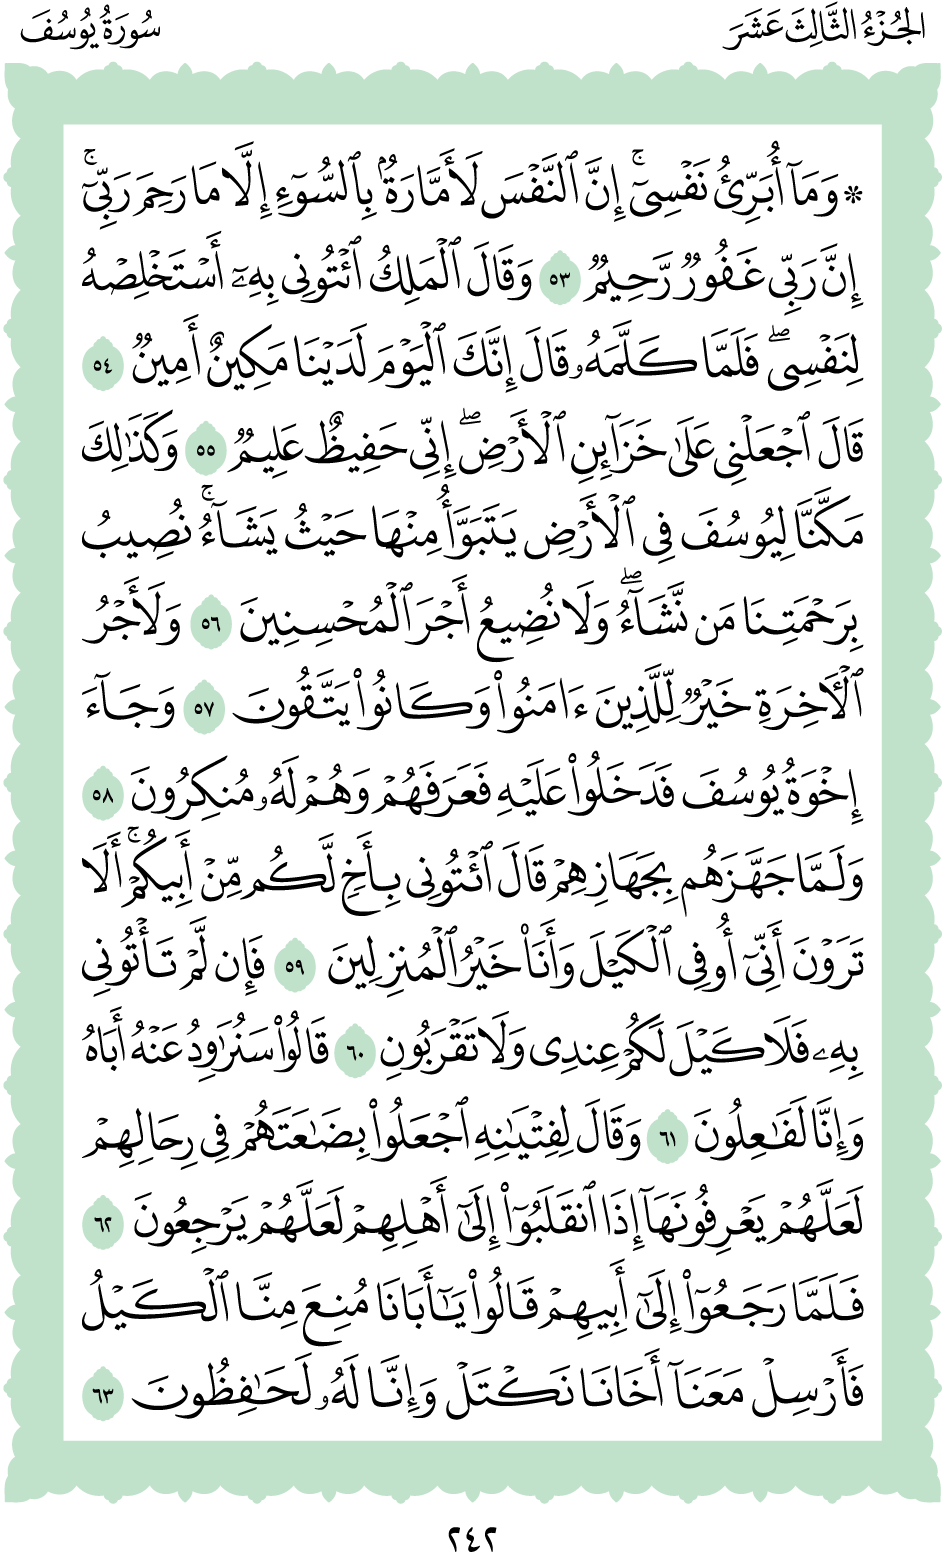 الجُزْءُ الثَّالِثَ عَشَرَ
سُورَةُ يُوسُفَ
* وَمَآ أُبَرِّئُ نَفْسِىٓۚ إِنَّ ٱلنَّفْسَ لَأَمَّارَةُۢ بِٱلسُّوٓءِ إِلَّا مَا رَحِمَ رَبِّىٓۚ
إِنَّ رَبِّى غَفُورٌ رَّحِيمٌ ٥٣ وَقَالَ ٱلْمَلِكُ ٱئْتُونِى بِهِۦٓ أَسْتَخْلِصْهُ
لِنَفْسِىۖ فَلَمَّا كَلَّمَهُۥ قَالَ إِنَّكَ ٱلْيَوْمَ لَدَيْنَا مَكِينٌ أَمِينٌ ٥٤
قَالَ ٱجْعَلْنِى عَلَىٰ خَزَآئِنِ ٱلْأَرْضِۖ إِنِّى حَفِيظٌ عَلِيمٌ ٥٥ وَكَذَٰلِكَ
مَكَّنَّا لِيُوسُفَ فِى ٱلْأَرْضِ يَتَبَوَّأُ مِنْهَا حَيْثُ يَشَآءُۚ نُصِيبُ
بِرَحْمَتِنَا مَن نَّشَآءُۖ وَلَا نُضِيعُ أَجْرَ ٱلْمُحْسِنِينَ ٥٦ وَلَأَجْرُ
ٱلْأَخِرَةِ خَيْرٌ لِّلَّذِينَ ءَامَنُوا۟ وَكَانُوا۟ يَتَّقُونَ ٥٧ وَجَآءَ
إِخْوَةُ يُوسُفَ فَدَخَلُوا۟ عَلَيْهِ فَعَرَفَهُمْ وَهُمْ لَهُۥ مُنكِرُونَ ٥٨
وَلَمَّا جَهَّزَهُم بِجَهَازِهِمْ قَالَ ٱئْتُونِى بِأَخٍ لَّكُم مِّنْ أَبِيكُمْۚ أَلَا
تَرَوْنَ أَنِّىٓ أُوفِى ٱلْكَيْلَ وَأَنَا۠ خَيْرُ ٱلْمُنزِلِينَ ٥٩ فَإِن لَّمْ تَأْتُونِى
بِهِۦ فَلَا كَيْلَ لَكُمْ عِندِى وَلَا تَقْرَبُونِ ٦٠ قَالُوا۟ سَنُرَٰوِدُ عَنْهُ أَبَاهُ
وَإِنَّا لَفَٰعِلُونَ ٦١ وَقَالَ لِفِتْيَٰنِهِ ٱجْعَلُوا۟ بِضَٰعَتَهُمْ فِى رِحَالِهِمْ
لَعَلَّهُمْ يَعْرِفُونَهَآ إِذَا ٱنقَلَبُوٓا۟ إِلَىٰٓ أَهْلِهِمْ لَعَلَّهُمْ يَرْجِعُونَ ٦٢
فَلَمَّا رَجَعُوٓا۟ إِلَىٰٓ أَبِيهِمْ قَالُوا۟ يَٰٓأَبَانَا مُنِعَ مِنَّا ٱلْكَيْلُ
فَأَرْسِلْ مَعَنَآ أَخَانَا نَكْتَلْ وَإِنَّا لَهُۥ لَحَٰفِظُونَ ٦٣
٢٤٢